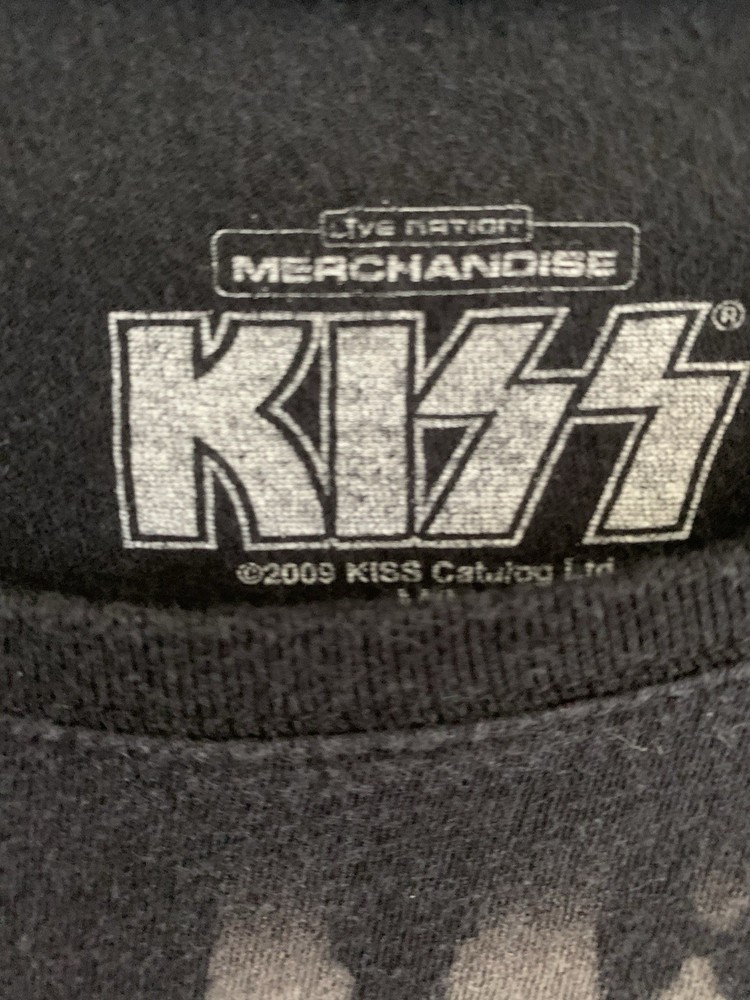 Live nation
MERCHANDISE
KISS®
©2009 KISS Catalog Ltd.